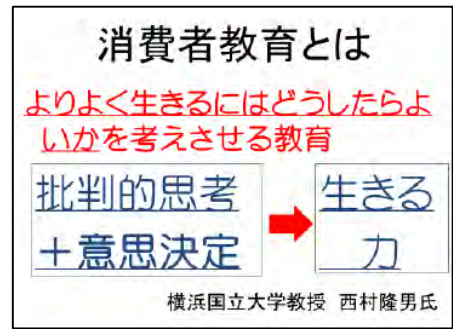 消費者教育とは
よりよく生きるにはどうしたらよ
いかを考えさせる教育
批判的思考
＋意思決定
生きる
力
横浜国立大学教授 西村隆男氏